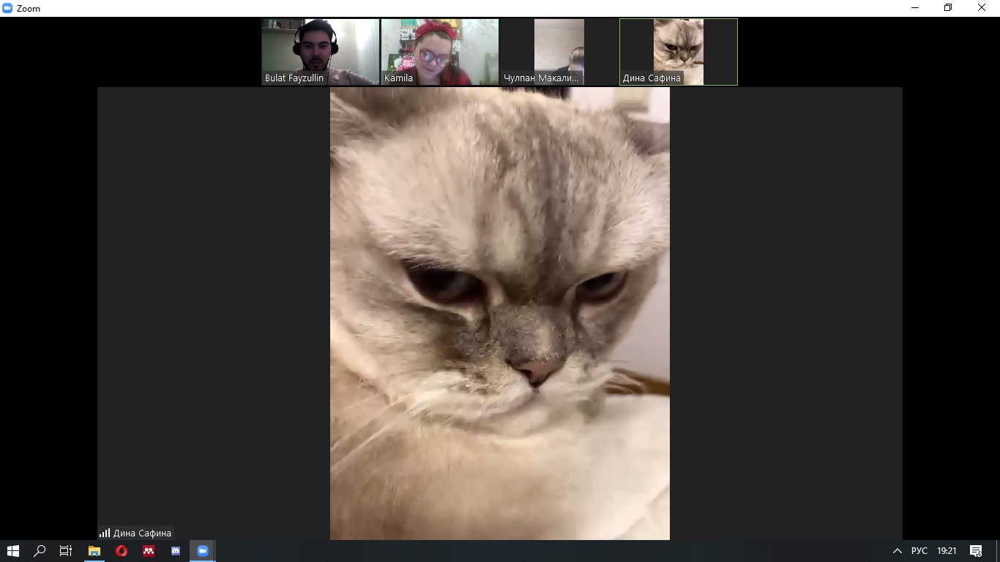 Zoom
Bulat Fayzullin
Kamila
Чулпан Макали...
Дина Сафина
Дина Сафина
РУС
19:21